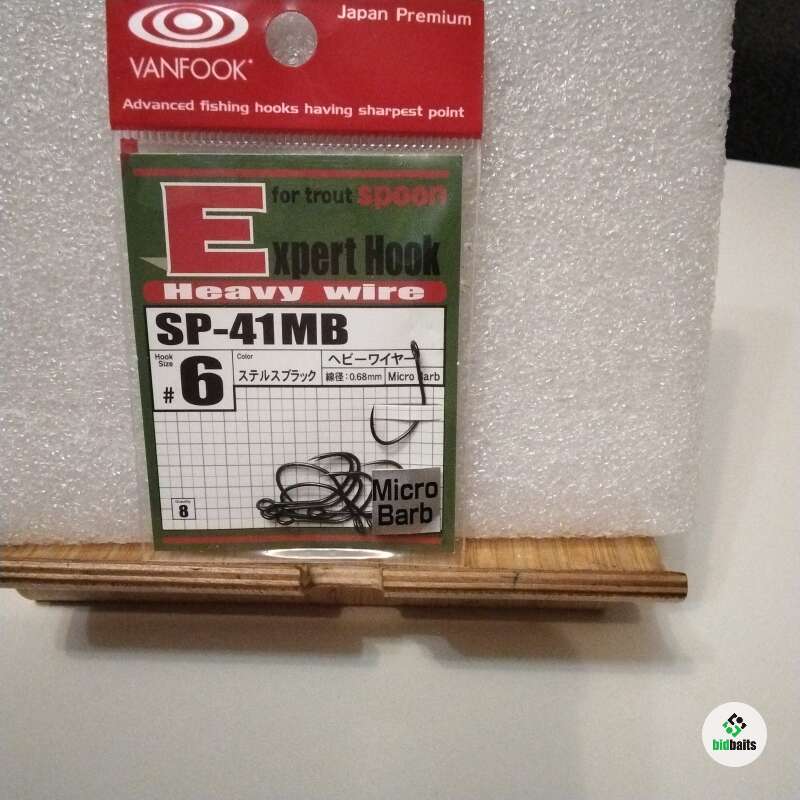 Japan Premium
VANFOOK
Advanced fishing hooks having sharpest point
for trout spoon
Expert Hook
Heavy wire
SP-41MB
Hook Size
# 6
Color
ステルスブラック
ヘビーワイヤー
線径:0.68mm
Micro Barb
Quantity
8
Micro
Barb
bidbaits